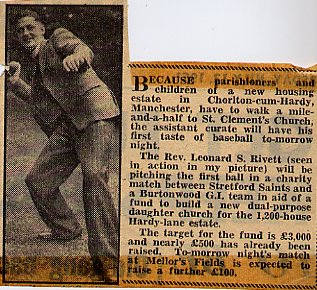 BECAUSE parishioners and
children of a new housing
estate in Chorlton-cum-Hardy,
Manchester, have to walk a mile-
and-a-half to St. Clement's Church,
the assistant curate will have his
first taste of baseball to-morrow
night.
The Rev. Leonard S. Rivett (seen
in action in my picture) will be
pitching the first ball in a charity
match between Stretford Saints and
a Burtonwood G.I. team in aid of a
fund to build a new dual-purpose
daughter church for the 1,200-house
Hardy-lane estate.
The target for the fund is £3,000
and nearly £500 has already been
raised. To-morrow night's match
at Mellor's Fields is expected to
raise a further £100.